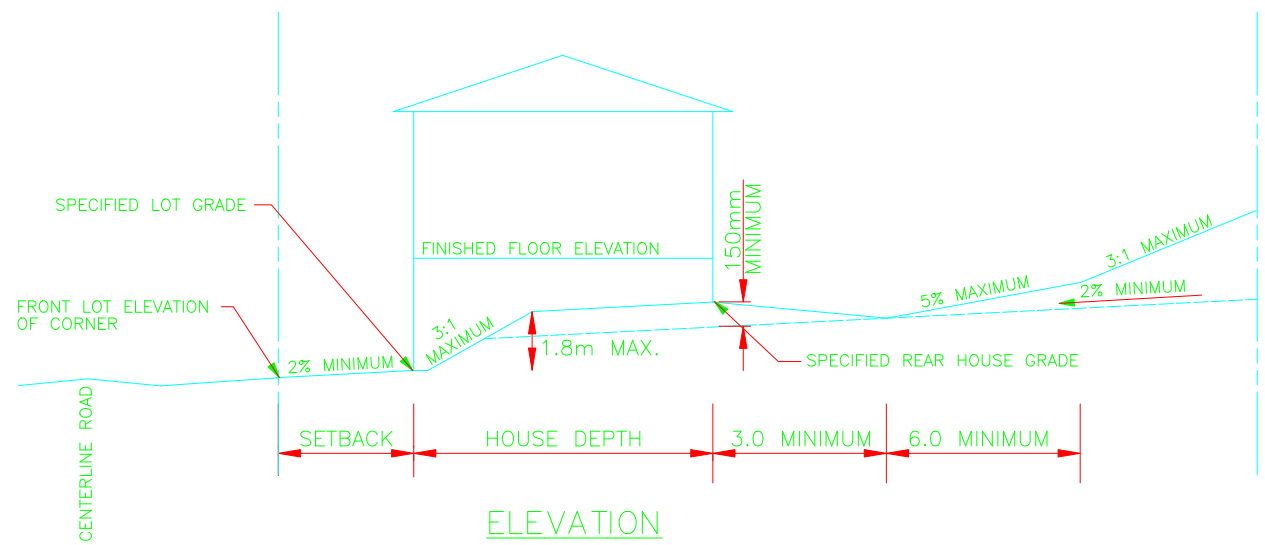 SPECIFIED LOT GRADE
FINISHED FLOOR ELEVATION
150mm
MINIMUM
3:1 MAXIMUM
5% MAXIMUM
2% MINIMUM
FRONT LOT ELEVATION
OF CORNER
3:1
MAXIMUM
1.8m MAX.
SPECIFIED REAR HOUSE GRADE
2% MINIMUM
CENTERLINE ROAD
SETBACK
HOUSE DEPTH
3.0 MINIMUM
6.0 MINIMUM
ELEVATION